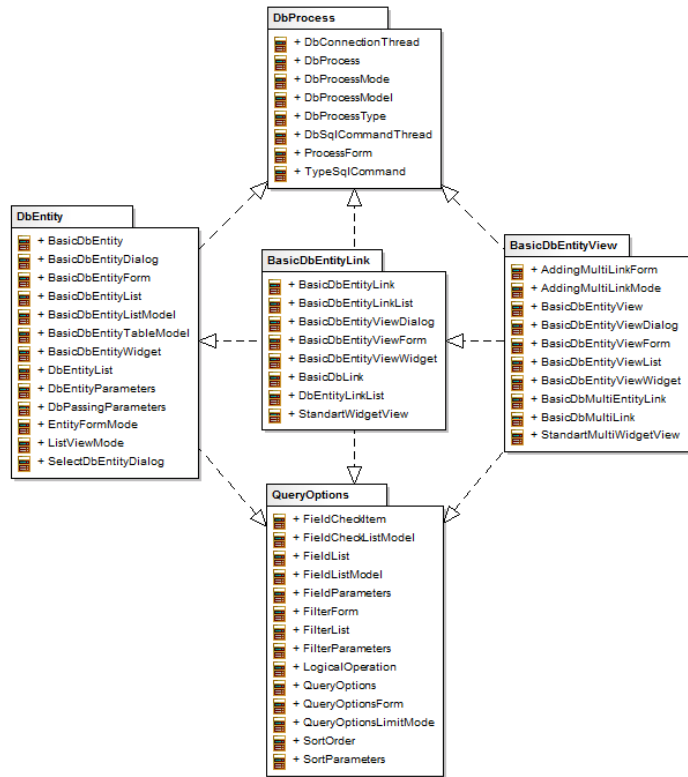 DbProcess
+ DbConnectionThread
+ DbProcess
+ DbProcessMode
+ DbProcessModel
+ DbProcessType
+ DbSqlCommandThread
+ ProcessForm
+ TypeSqlCommand
DbEntity
+ BasicDbEntity
+ BasicDbEntityDialog
+ BasicDbEntityForm
+ BasicDbEntityList
+ BasicDbEntityListModel
+ BasicDbEntityTableModel
+ BasicDbEntityWidget
+ DbEntityList
+ DbEntityParameters
+ DbPassingParameters
+ EntityFormMode
+ ListViewMode
+ SelectDbEntityDialog
BasicDbEntityLink
+ BasicDbEntityLink
+ BasicDbEntityLinkList
+ BasicDbEntityViewDialog
+ BasicDbEntityViewForm
+ BasicDbEntityViewWidget
+ BasicDbLink
+ DbEntityLinkList
+ StandartWidgetView
BasicDbEntityView
+ AddingMultiLinkForm
+ AddingMultiLinkMode
+ BasicDbEntityView
+ BasicDbEntityViewDialog
+ BasicDbEntityViewForm
+ BasicDbEntityViewList
+ BasicDbEntityViewWidget
+ BasicDbMultiEntityLink
+ BasicDbMultiLink
+ StandartMultiWidgetView
QueryOptions
+ FieldCheckItem
+ FieldCheckListModel
+ FieldList
+ FieldListModel
+ FieldParameters
+ FilterForm
+ FilterList
+ FilterParameters
+ LogicalOperation
+ QueryOptions
+ QueryOptionsForm
+ QueryOptionsLimitMode
+ SortOrder
+ SortParameters